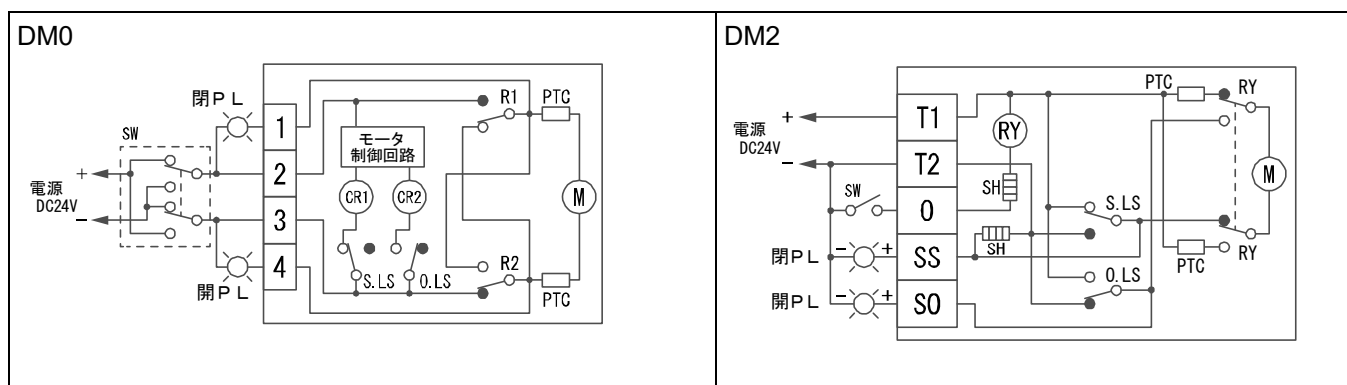 DM0
閉PL
SW
+
電源
DC24V
-
開PL
1
2
3
4
モータ
制御回路
CR1
CR2
S.LS
O.LS
R1
R2
PTC
PTC
M
DM2
+
電源
DC24V
-
SW
閉PL
- +
開PL
- +
T1
T2
O
SS
SO
RY
SH
SH
S.LS
O.LS
PTC
RY
PTC
RY
M